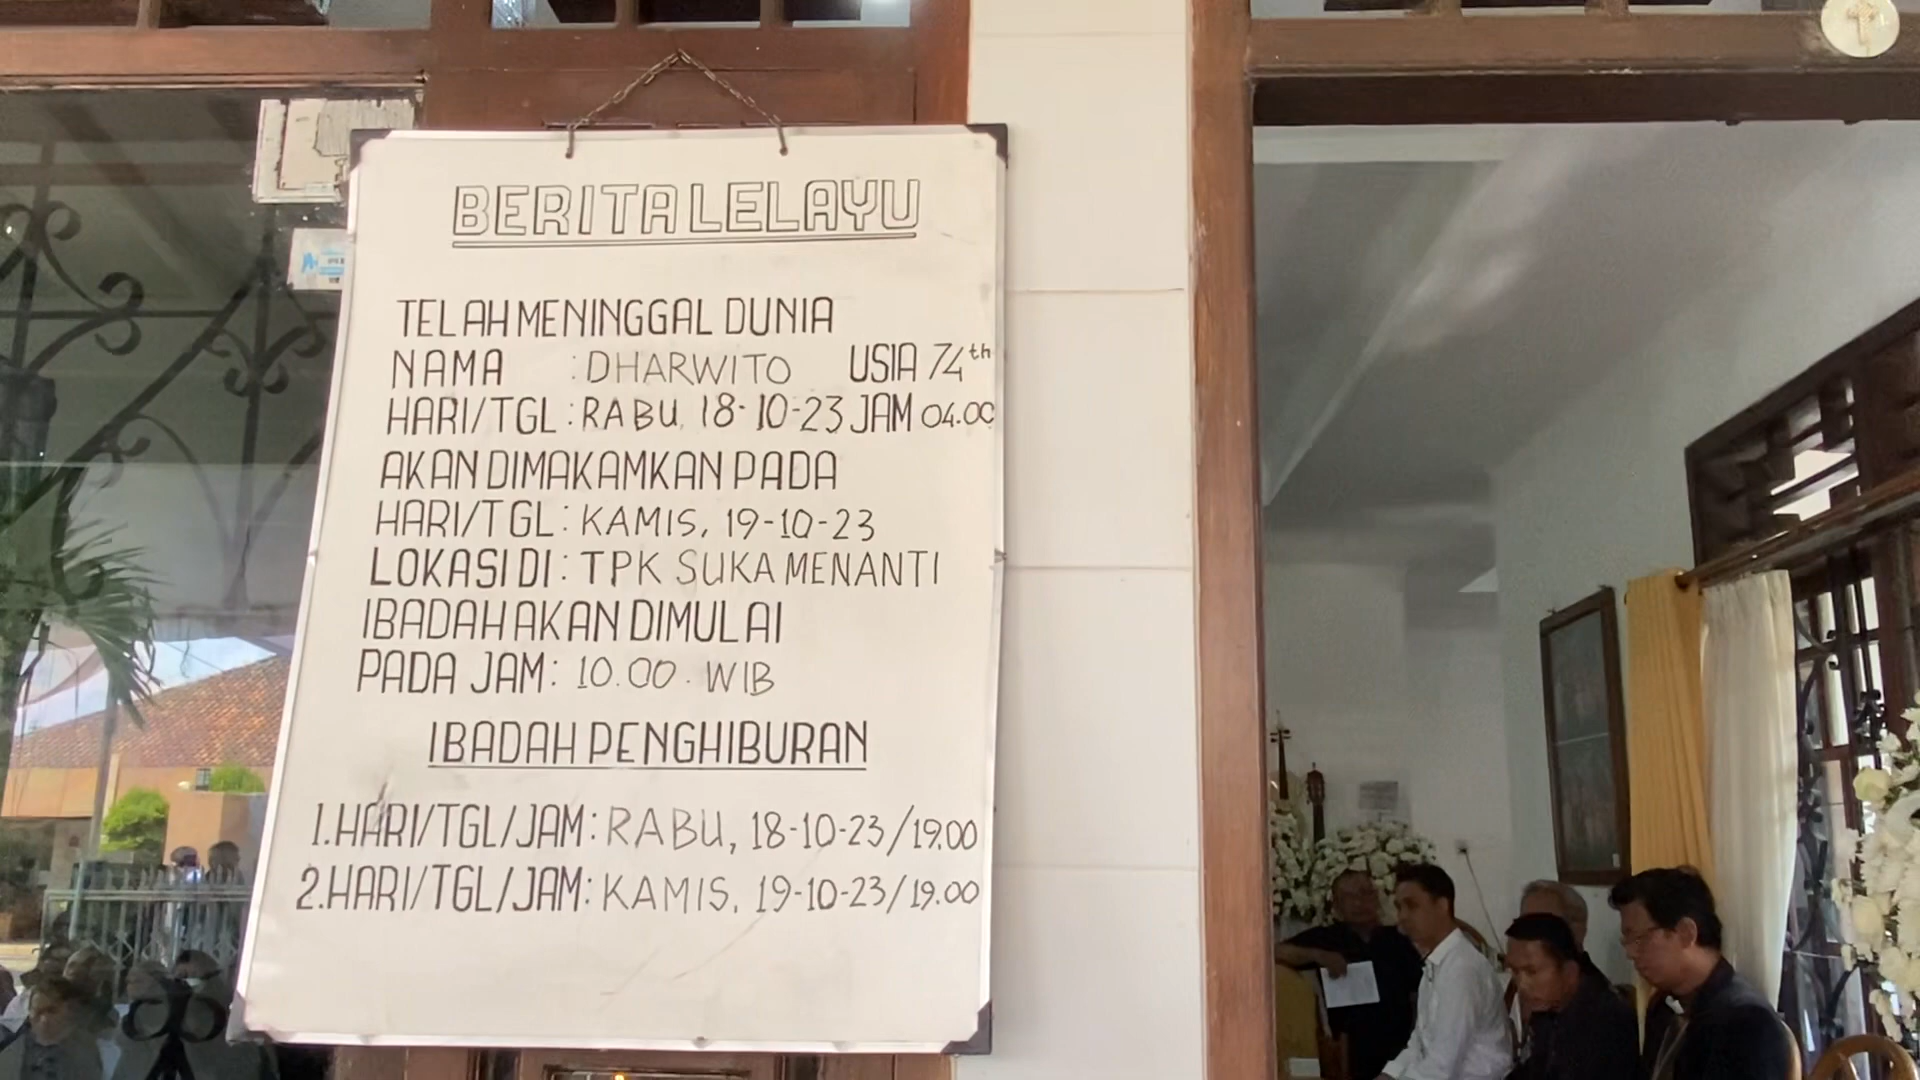 BERITA LELAYU
TELAH MENINGGAL DUNIA
NAMA : DHARWITO USIA 74th
HARI/TGL : RABU, 18-10-23 JAM 04.00
AKAN DIMAKAMKAN PADA
HARI/TGL : KAMIS, 19-10-23
LOKASI DI : TPK SUKA MENANTI
IBADAH AKAN DIMULAI
PADA JAM : 10.00. WIB
IBADAH PENGHIBURAN
1. HARI/TGL/JAM: RABU, 18-10-23/19.00
2. HARI/TGL/JAM: KAMIS, 19-10-23/19.00